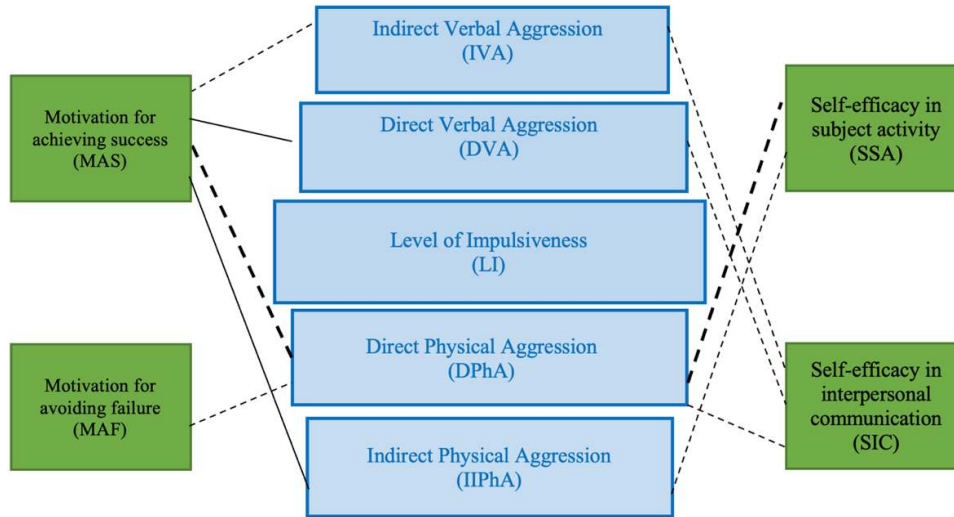 Indirect Verbal Aggression
(IVA)
Motivation for
achieving success
(MAS)
Direct Verbal Aggression
(DVA)
Self-efficacy in
subject activity
(SSA)
Level of Impulsiveness
(LI)
Motivation for
avoiding failure
(MAF)
Direct Physical Aggression
(DPhA)
Self-efficacy in
interpersonal
communication
(SIC)
Indirect Physical Aggression
(IIPhA)